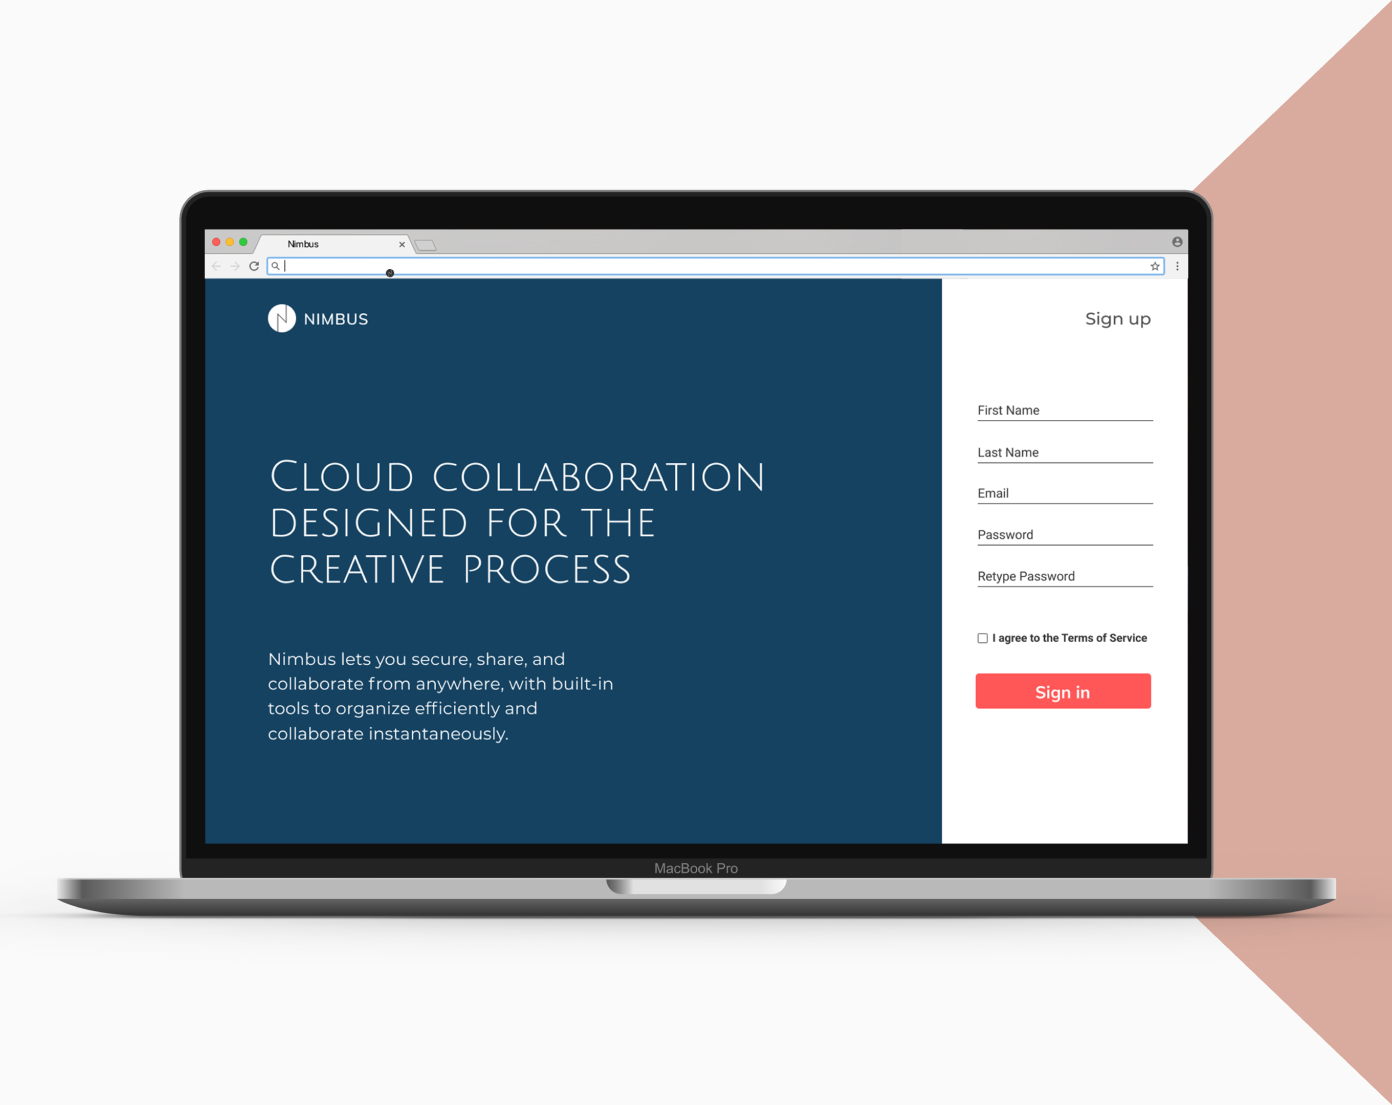 Nimbus
NIMBUS
Sign up
First Name
Last Name
Email
Password
Retype Password
I agree to the Terms of Service
Sign in
CLOUD COLLABORATION
DESIGNED FOR THE
CREATIVE PROCESS
Nimbus lets you secure, share, and
collaborate from anywhere, with built-in
tools to organize efficiently and
collaborate instantaneously.
MacBook Pro